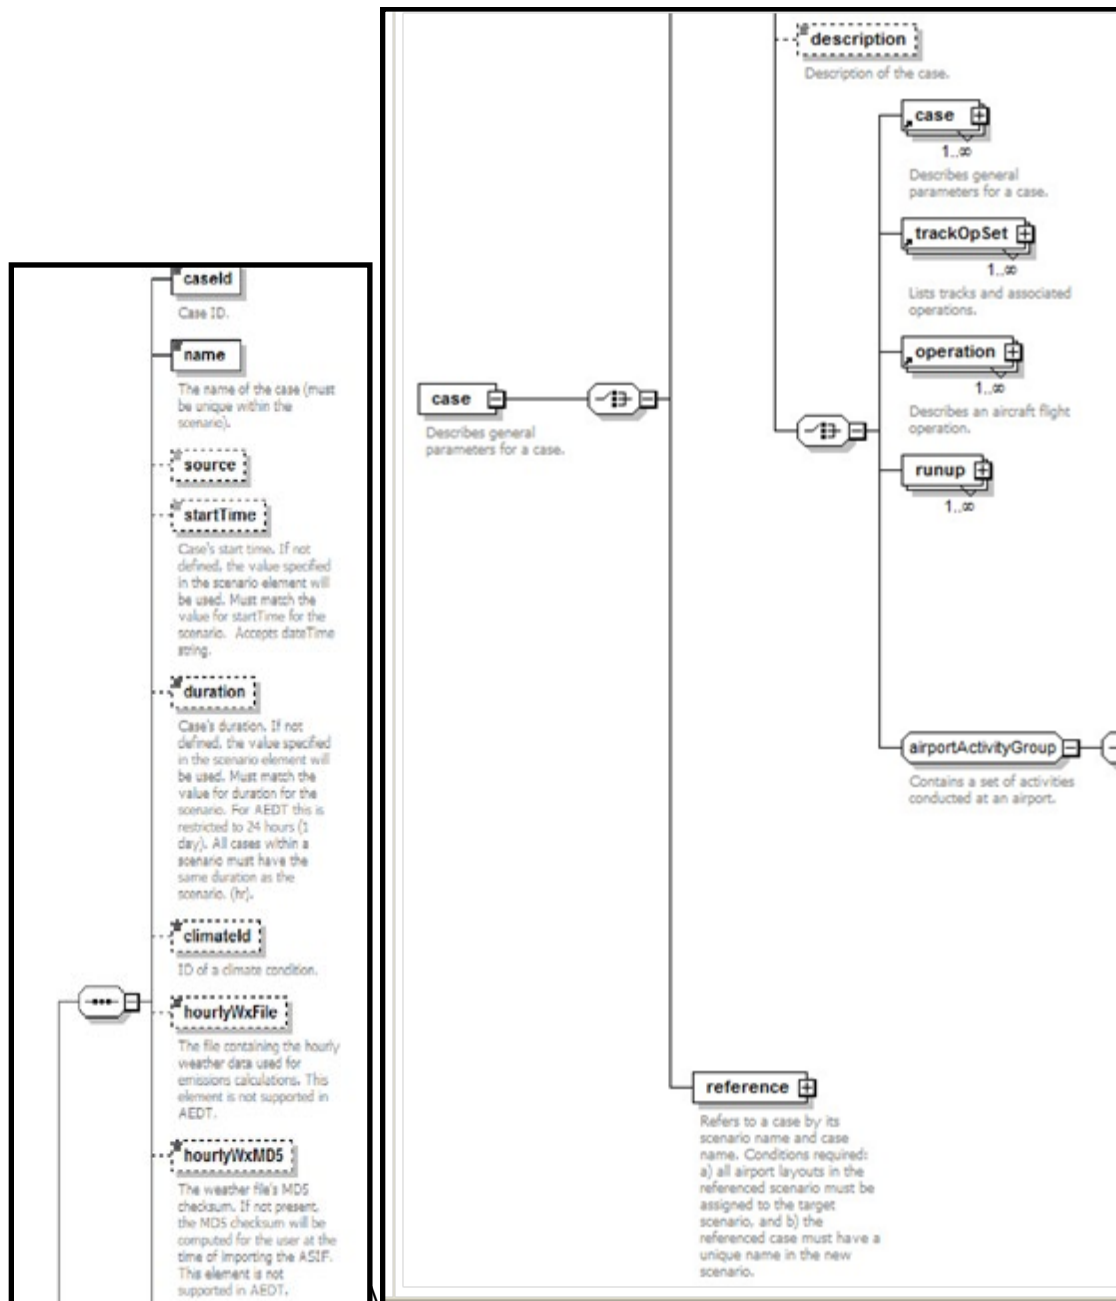 caseId
Case ID.
name
The name of the case (must
be unique within the
scenario).
source
startTime
Case's start time. If not
defined, the value specified
in the scenario element will
be used. Must match the
value for startTime for the
scenario. Accepts dateTime
string.
duration
Case's duration. If not
defined, the value specified
in the scenario element will
be used. Must match the
value for duration for the
scenario. For AEDT this is
restricted to 24 hours (1
day). All cases within a
scenario must have the
same duration as the
scenario. (hr).
climateId
ID of a climate condition.
hourlyWxFile
The file containing the hourly
weather data used for
emissions calculations. This
element is not supported in
AEDT.
hourlyWxMD5
The weather file's MD5
checksum. If not present,
the MD5 checksum will be
computed for the user at the
time of importing the ASIF.
This element is not
supported in AEDT.
case
Describes general
parameters for a case.
description
Description of the case.
case
1..∞
Describes general
parameters for a case.
trackOpSet
1..∞
Lists tracks and associated
operations.
operation
1..∞
Describes an aircraft flight
operation.
runup
1..∞
airportActivityGroup
Contains a set of activities
conducted at an airport.
reference
Refers to a case by its
scenario name and case
name. Conditions required:
a) all airport layouts in the
referenced scenario must be
assigned to the target
scenario, and b) the
referenced case must have a
unique name in the new
scenario.